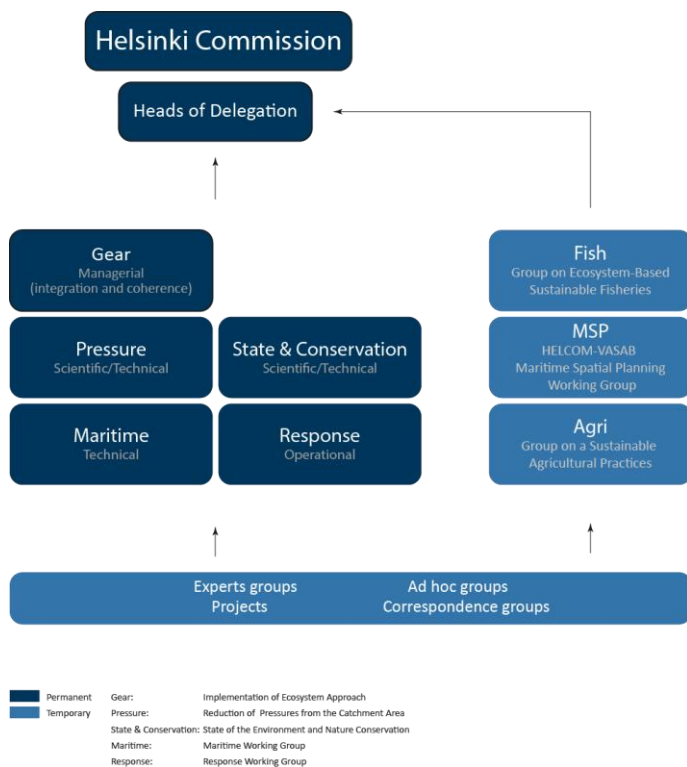 Helsinki Commission
Heads of Delegation
Gear
Managerial
(integration and coherence)
Pressure
Scientific/Technical
State & Conservation
Scientific/Technical
Maritime
Technical
Response
Operational
Fish
Group on Ecosystem-Based
Sustainable Fisheries
MSP
HELCOM-VASAB
Maritime Spatial Planning
Working Group
Agri
Group on a Sustainable
Agricultural Practices
Experts groups
Projects
Ad hoc groups
Correspondence groups
Permanent
Temporary
Gear: Implementation of Ecosystem Approach
Pressure: Reduction of Pressures from the Catchment Area
State & Conservation: State of the Environment and Nature Conservation
Maritime: Maritime Working Group
Response: Response Working Group